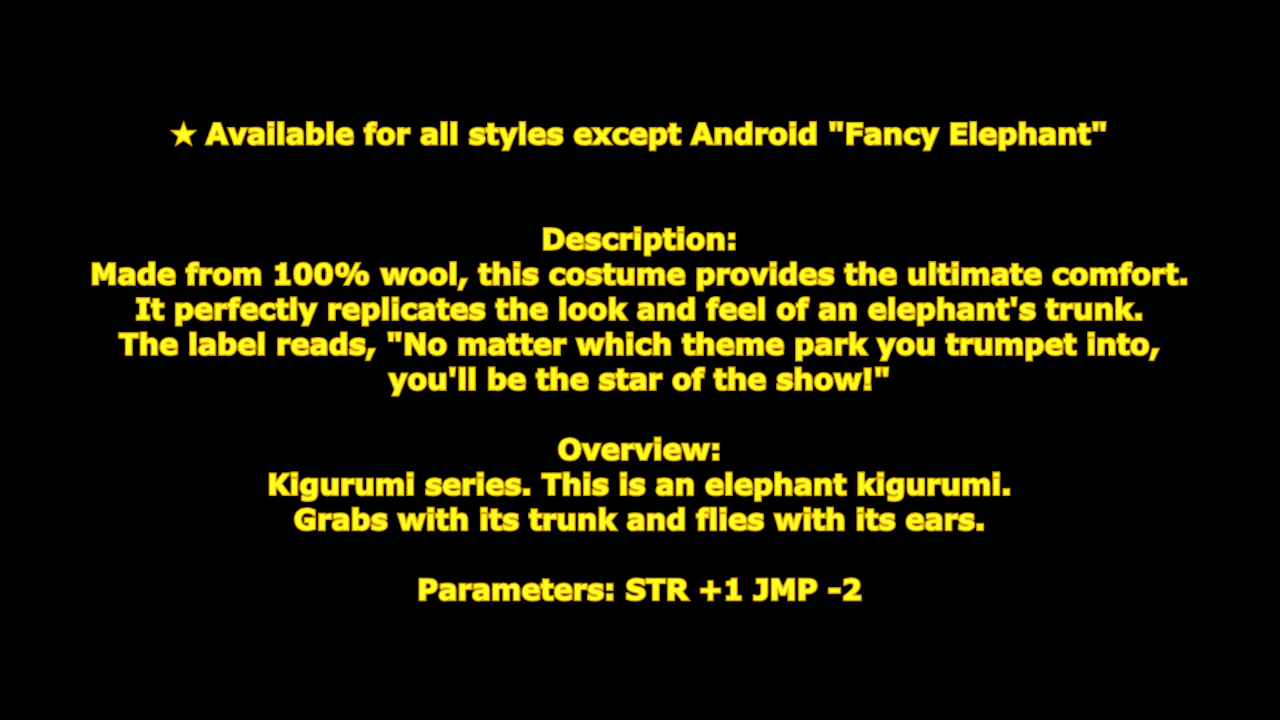 ★ Available for all styles except Android "Fancy Elephant"
Description:
Made from 100% wool, this costume provides the ultimate comfort.
It perfectly replicates the look and feel of an elephant's trunk.
The label reads, "No matter which theme park you trumpet into,
you'll be the star of the show!"
Overview:
Kigurumi series. This is an elephant kigurumi.
Grabs with its trunk and flies with its ears.
Parameters: STR +1 JMP -2